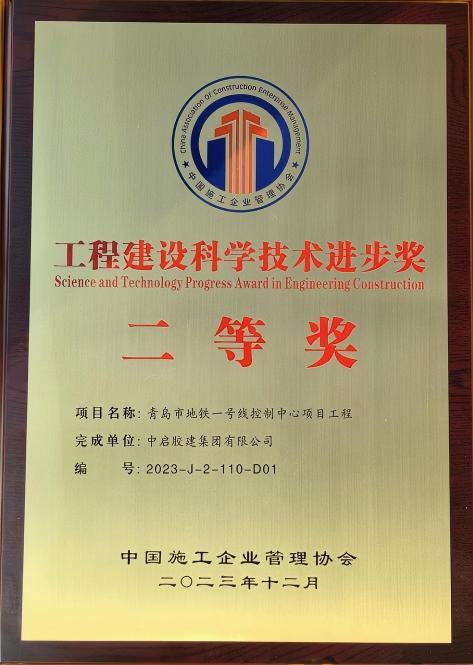 China Association Of Construction Enterprise Management
中国施工企业管理协会
工程建设科学技术进步奖
Science and Technology Progress Award in Engineering Construction
二等奖
项目名称: 青岛市地铁一号线控制中心项目工程
完成单位: 中启胶建集团有限公司
编 号: 2023-J-2-110-D01
中国施工企业管理协会
二〇二三年十二月